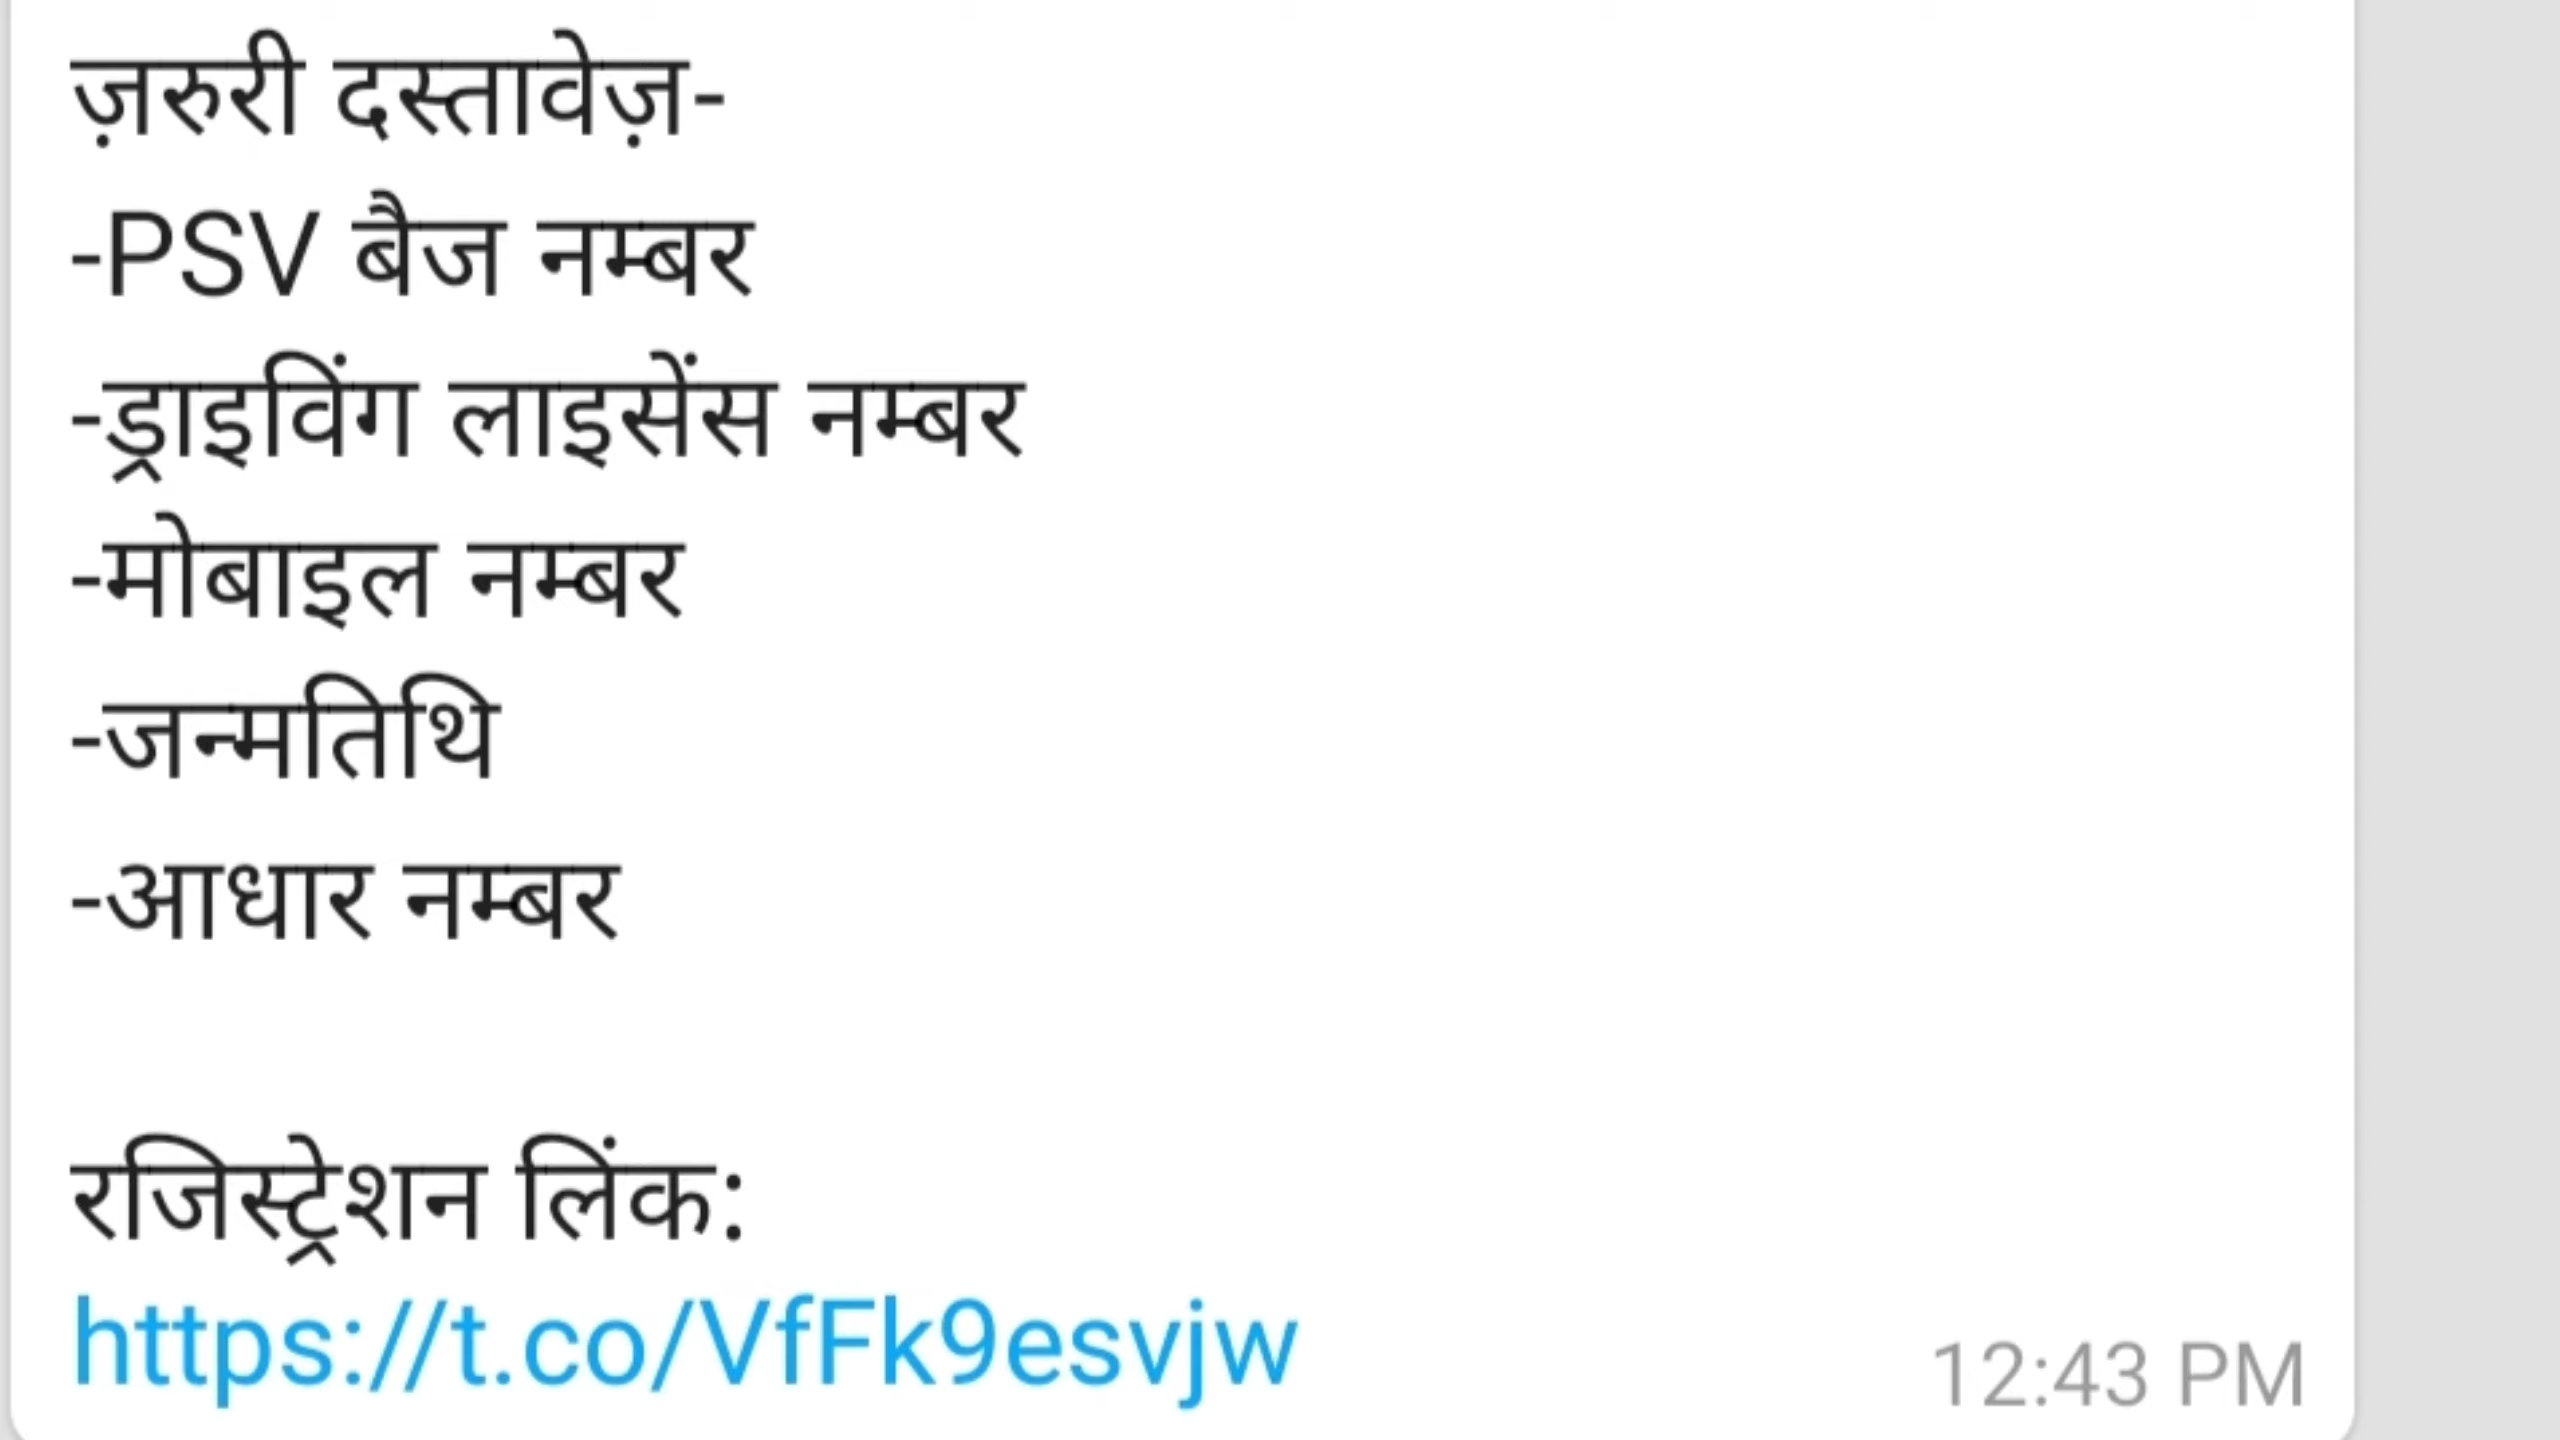 ज़रुरी दस्तावेज़-
-PSV बैज नम्बर
-ड्राइविंग लाइसेंस नम्बर
-मोबाइल नम्बर
-जन्मतिथि
-आधार नम्बर
रजिस्ट्रेशन लिंक:
https://t.co/VfFk9esvjw
12:43 PM